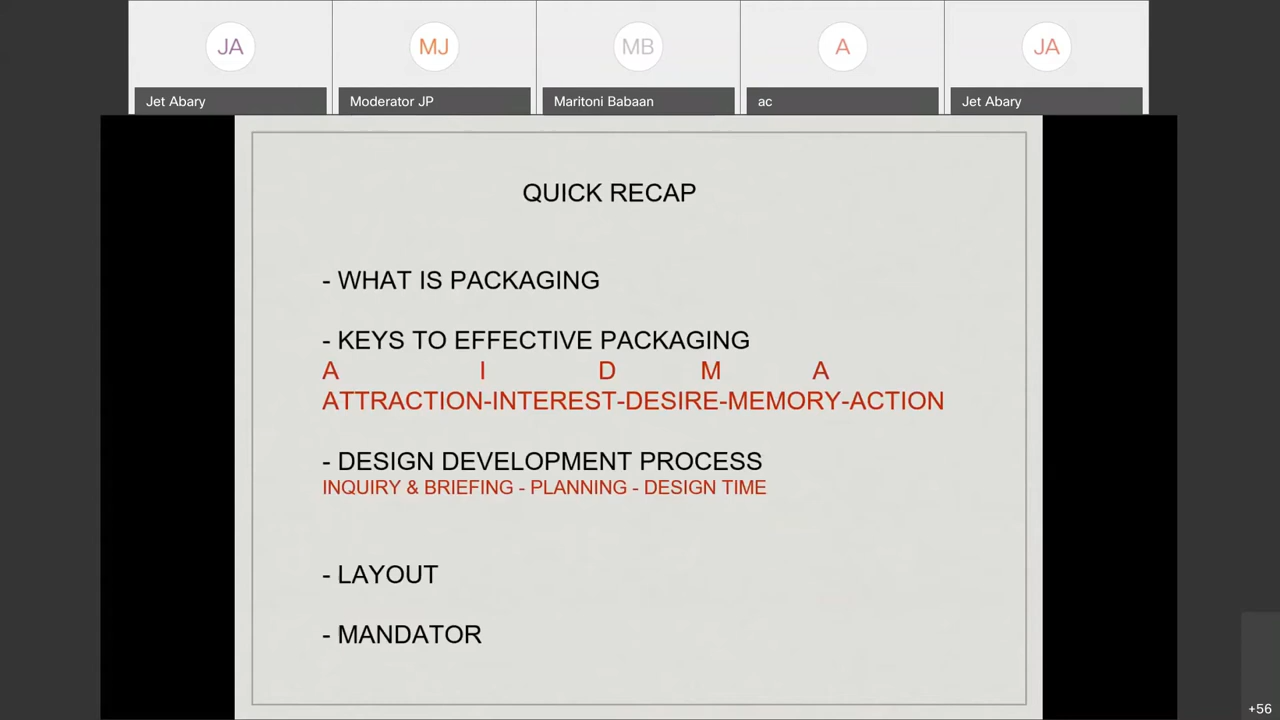 JA
MJ
MB
A
JA
Jet Abary
Moderator JP
Maritoni Babaan
ac
Jet Abary
QUICK RECAP
- WHAT IS PACKAGING
- KEYS TO EFFECTIVE PACKAGING
A I D M A
ATTRACTION-INTEREST-DESIRE-MEMORY-ACTION
- DESIGN DEVELOPMENT PROCESS
INQUIRY & BRIEFING - PLANNING - DESIGN TIME
- LAYOUT
- MANDATOR
+56